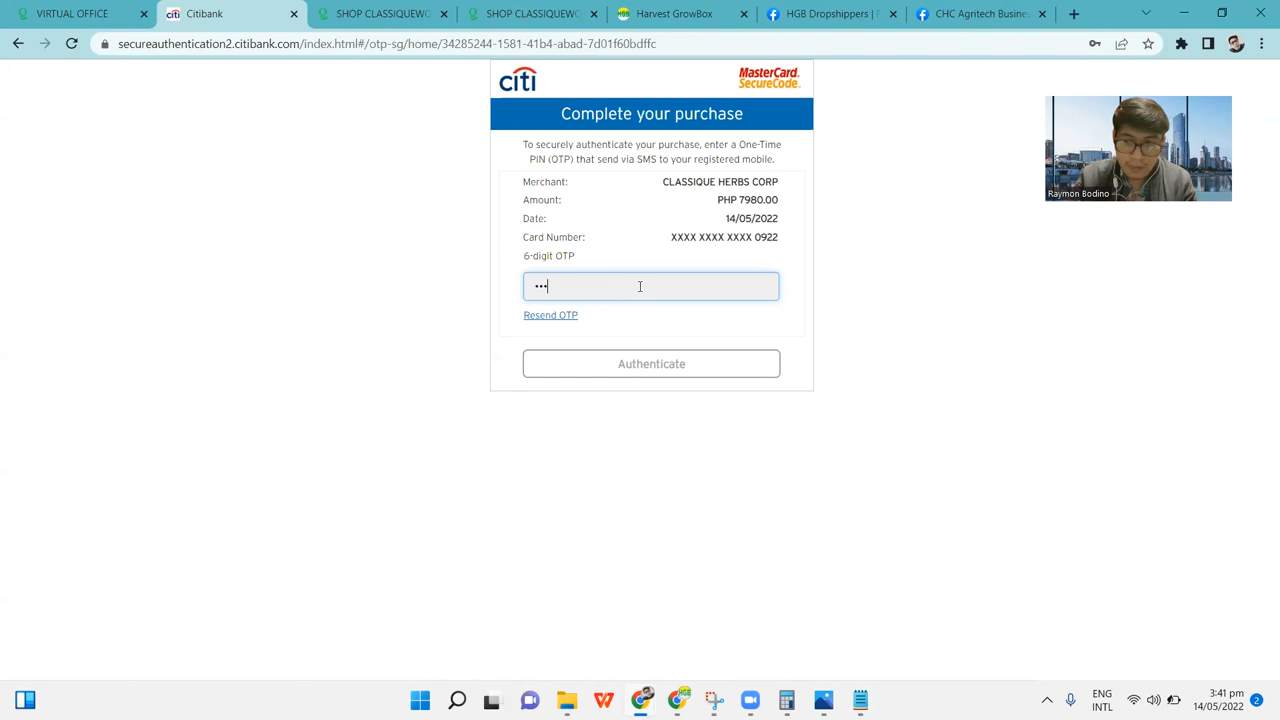 VIRTUAL OFFICE
Citibank
SHOP CLASSIQUEWC
SHOP CLASSIQUEWC
Harvest GrowBox
HGB Dropshippers | F
CHC Agritech Busine
secureauthentication2.citibank.com/index.html#/otp-sg/home/34285244-1581-41b4-abad-7d01f60bdffc
citi
MasterCard.
SecureCode.
Complete your purchase
To securely authenticate your purchase, enter a One-Time
PIN (OTP) that send via SMS to your registered mobile.
Merchant: CLASSIQUE HERBS CORP
Amount: PHP 7980.00
Date: 14/05/2022
Card Number: XXXX XXXX XXXX 0922
6-digit OTP
•••
Resend OTP
Authenticate
Raymon Bodino
ENG
INTL
3:41 pm
14/05/2022
2